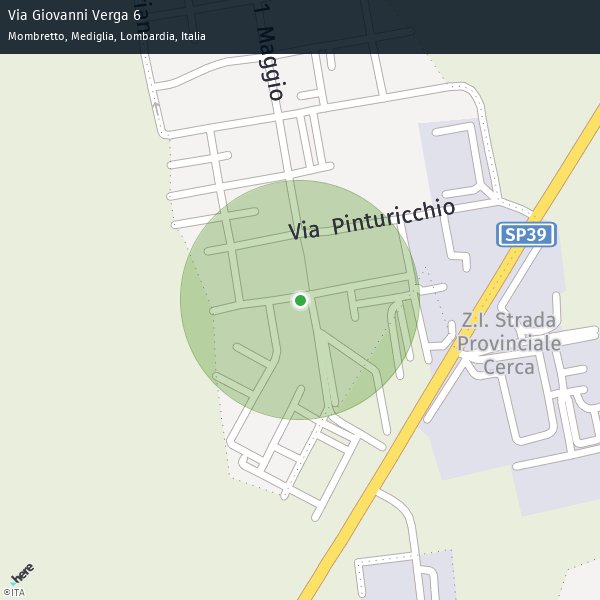 Via Giovanni Verga 6
Mombretto, Mediglia, Lombardia, Italia
1 Maggio
Via Pinturicchio
SP39
Z.I. Strada
Provinciale
Cerca
here
©ITA